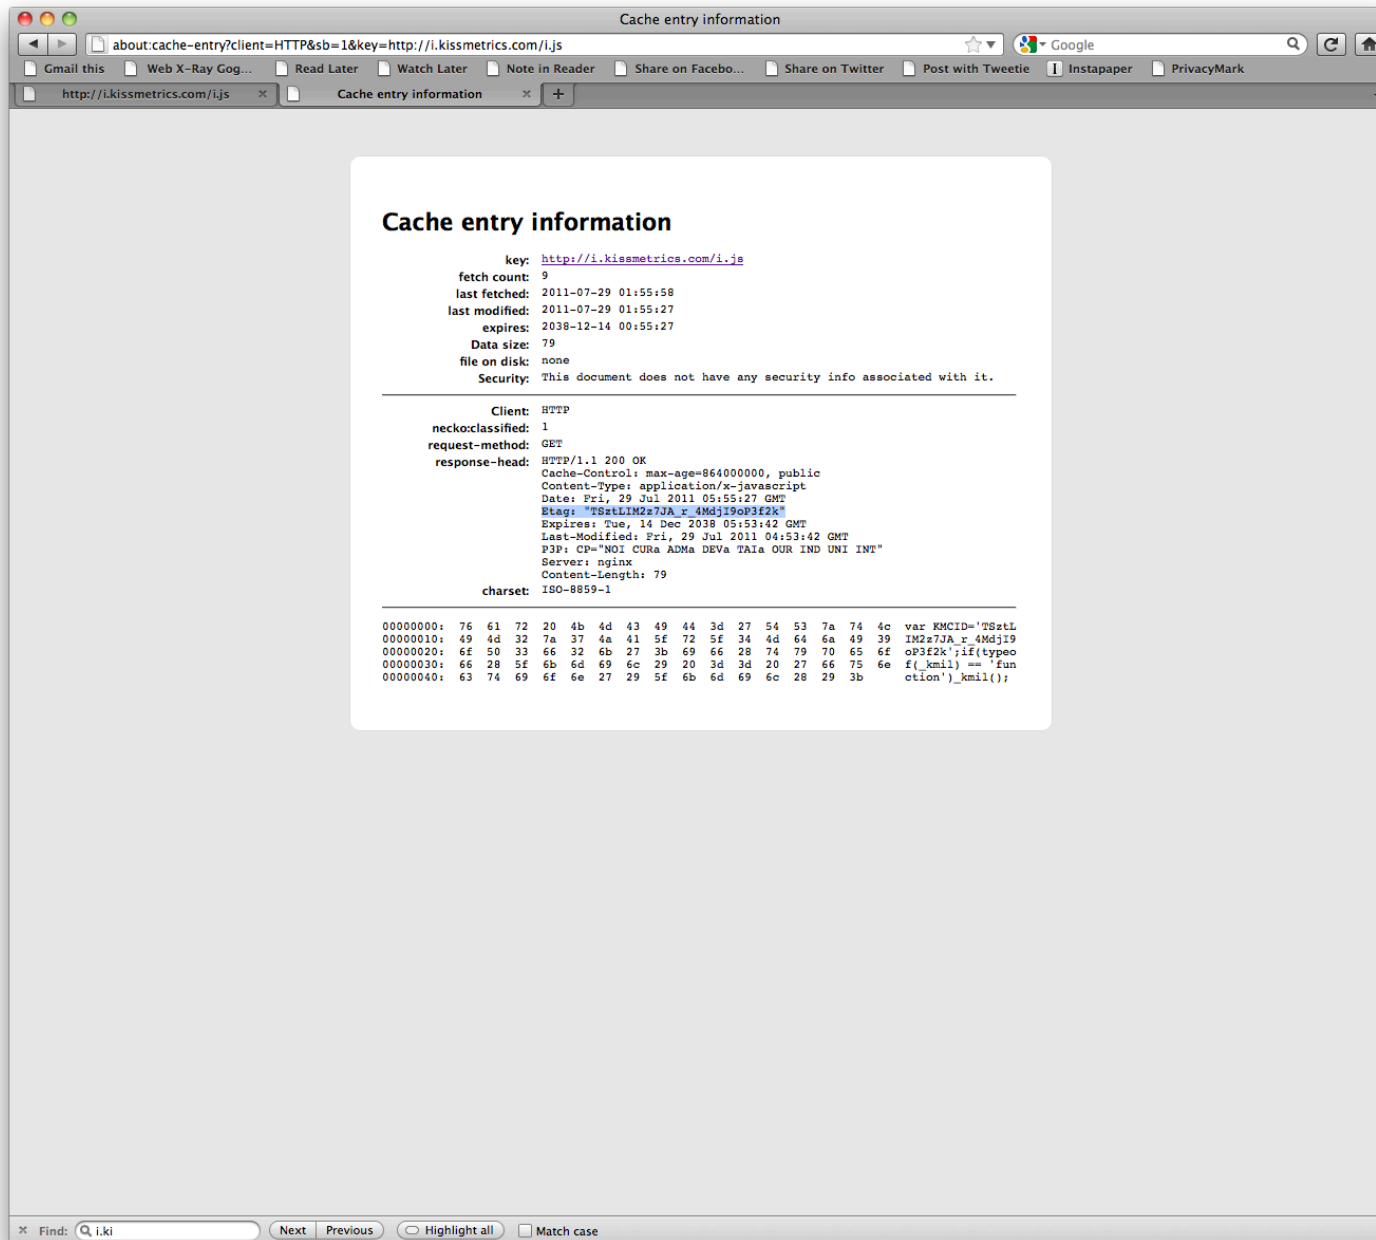 Cache entry information
about:cache-entry?client=HTTP&sb=1&key=http://i.kissmetrics.com/i.js
Google
Gmail this Web X-Ray Gog... Read Later Watch Later Note in Reader Share on Facebo... Share on Twitter Post with Tweetie I Instapaper PrivacyMark
http://i.kissmetrics.com/i.js Cache entry information
Cache entry information
key: http://i.kissmetrics.com/i.js
fetch count: 9
last fetched: 2011-07-29 01:55:58
last modified: 2011-07-29 01:55:27
expires: 2038-12-14 00:55:27
Data size: 79
file on disk: none
Security: This document does not have any security info associated with it.
Client: HTTP
necko:classified: 1
request-method: GET
response-head: HTTP/1.1 200 OK
Cache-Control: max-age=864000000, public
Content-Type: application/x-javascript
Date: Fri, 29 Jul 2011 05:55:27 GMT
Etag: "TSztLIM2z7JA_r_4MdjI9oP3f2k"
Expires: Tue, 14 Dec 2038 05:53:42 GMT
Last-Modified: Fri, 29 Jul 2011 04:53:42 GMT
P3P: CP="NOI CURa ADMa DEVa TAIa OUR IND UNI INT"
Server: nginx
Content-Length: 79
charset: ISO-8859-1
00000000: 76 61 72 20 4b 4d 43 49 44 3d 27 54 53 7a 74 4c var KMCID='TSztL
00000010: 49 4d 32 7a 37 4a 41 5f 72 5f 34 4d 64 6a 49 39 IM2z7JA_r_4MdjI9
00000020: 6f 50 33 66 32 6b 27 3b 69 66 28 74 79 70 65 6f oP3f2k';if(typeo
00000030: 66 28 5f 6b 6d 69 6c 29 20 3d 3d 20 27 66 75 6e f(_kmil) == 'fun
00000040: 63 74 69 6f 6e 27 29 5f 6b 6d 69 6c 28 29 3b ction')_kmil();
Find: i.ki Next Previous Highlight all Match case